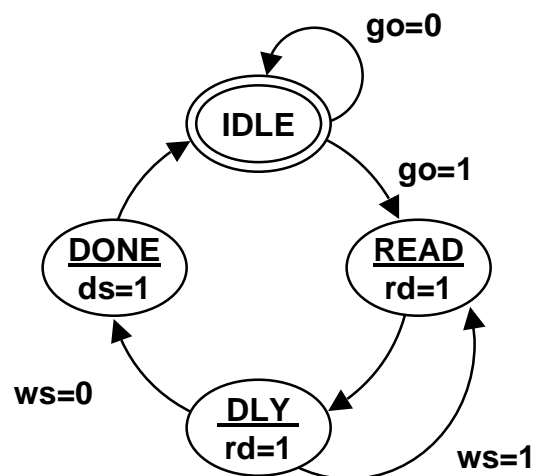 go=0
IDLE
go=1
DONE
ds=1
READ
rd=1
ws=0
DLY
rd=1
ws=1